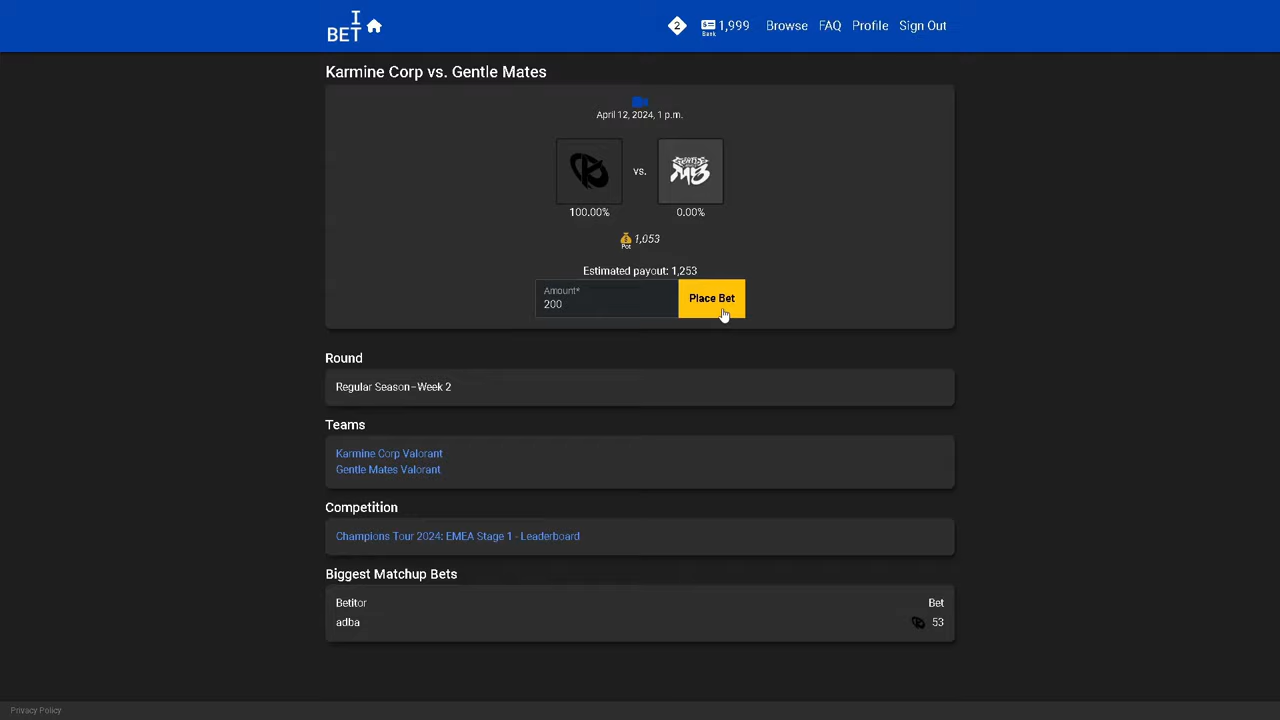 I
BET
2
Bank
1,999
Browse
FAQ
Profile
Sign Out
Karmine Corp vs. Gentle Mates
April 12, 2024, 1 p.m.
vs.
100.00%
0.00%
Pot
1,053
Estimated payout: 1,253
Amount*
200
Place Bet
Round
Regular Season–Week 2
Teams
Karmine Corp Valorant
Gentle Mates Valorant
Competition
Champions Tour 2024: EMEA Stage 1 - Leaderboard
Biggest Matchup Bets
Betitor
Bet
adba
53
Privacy Policy